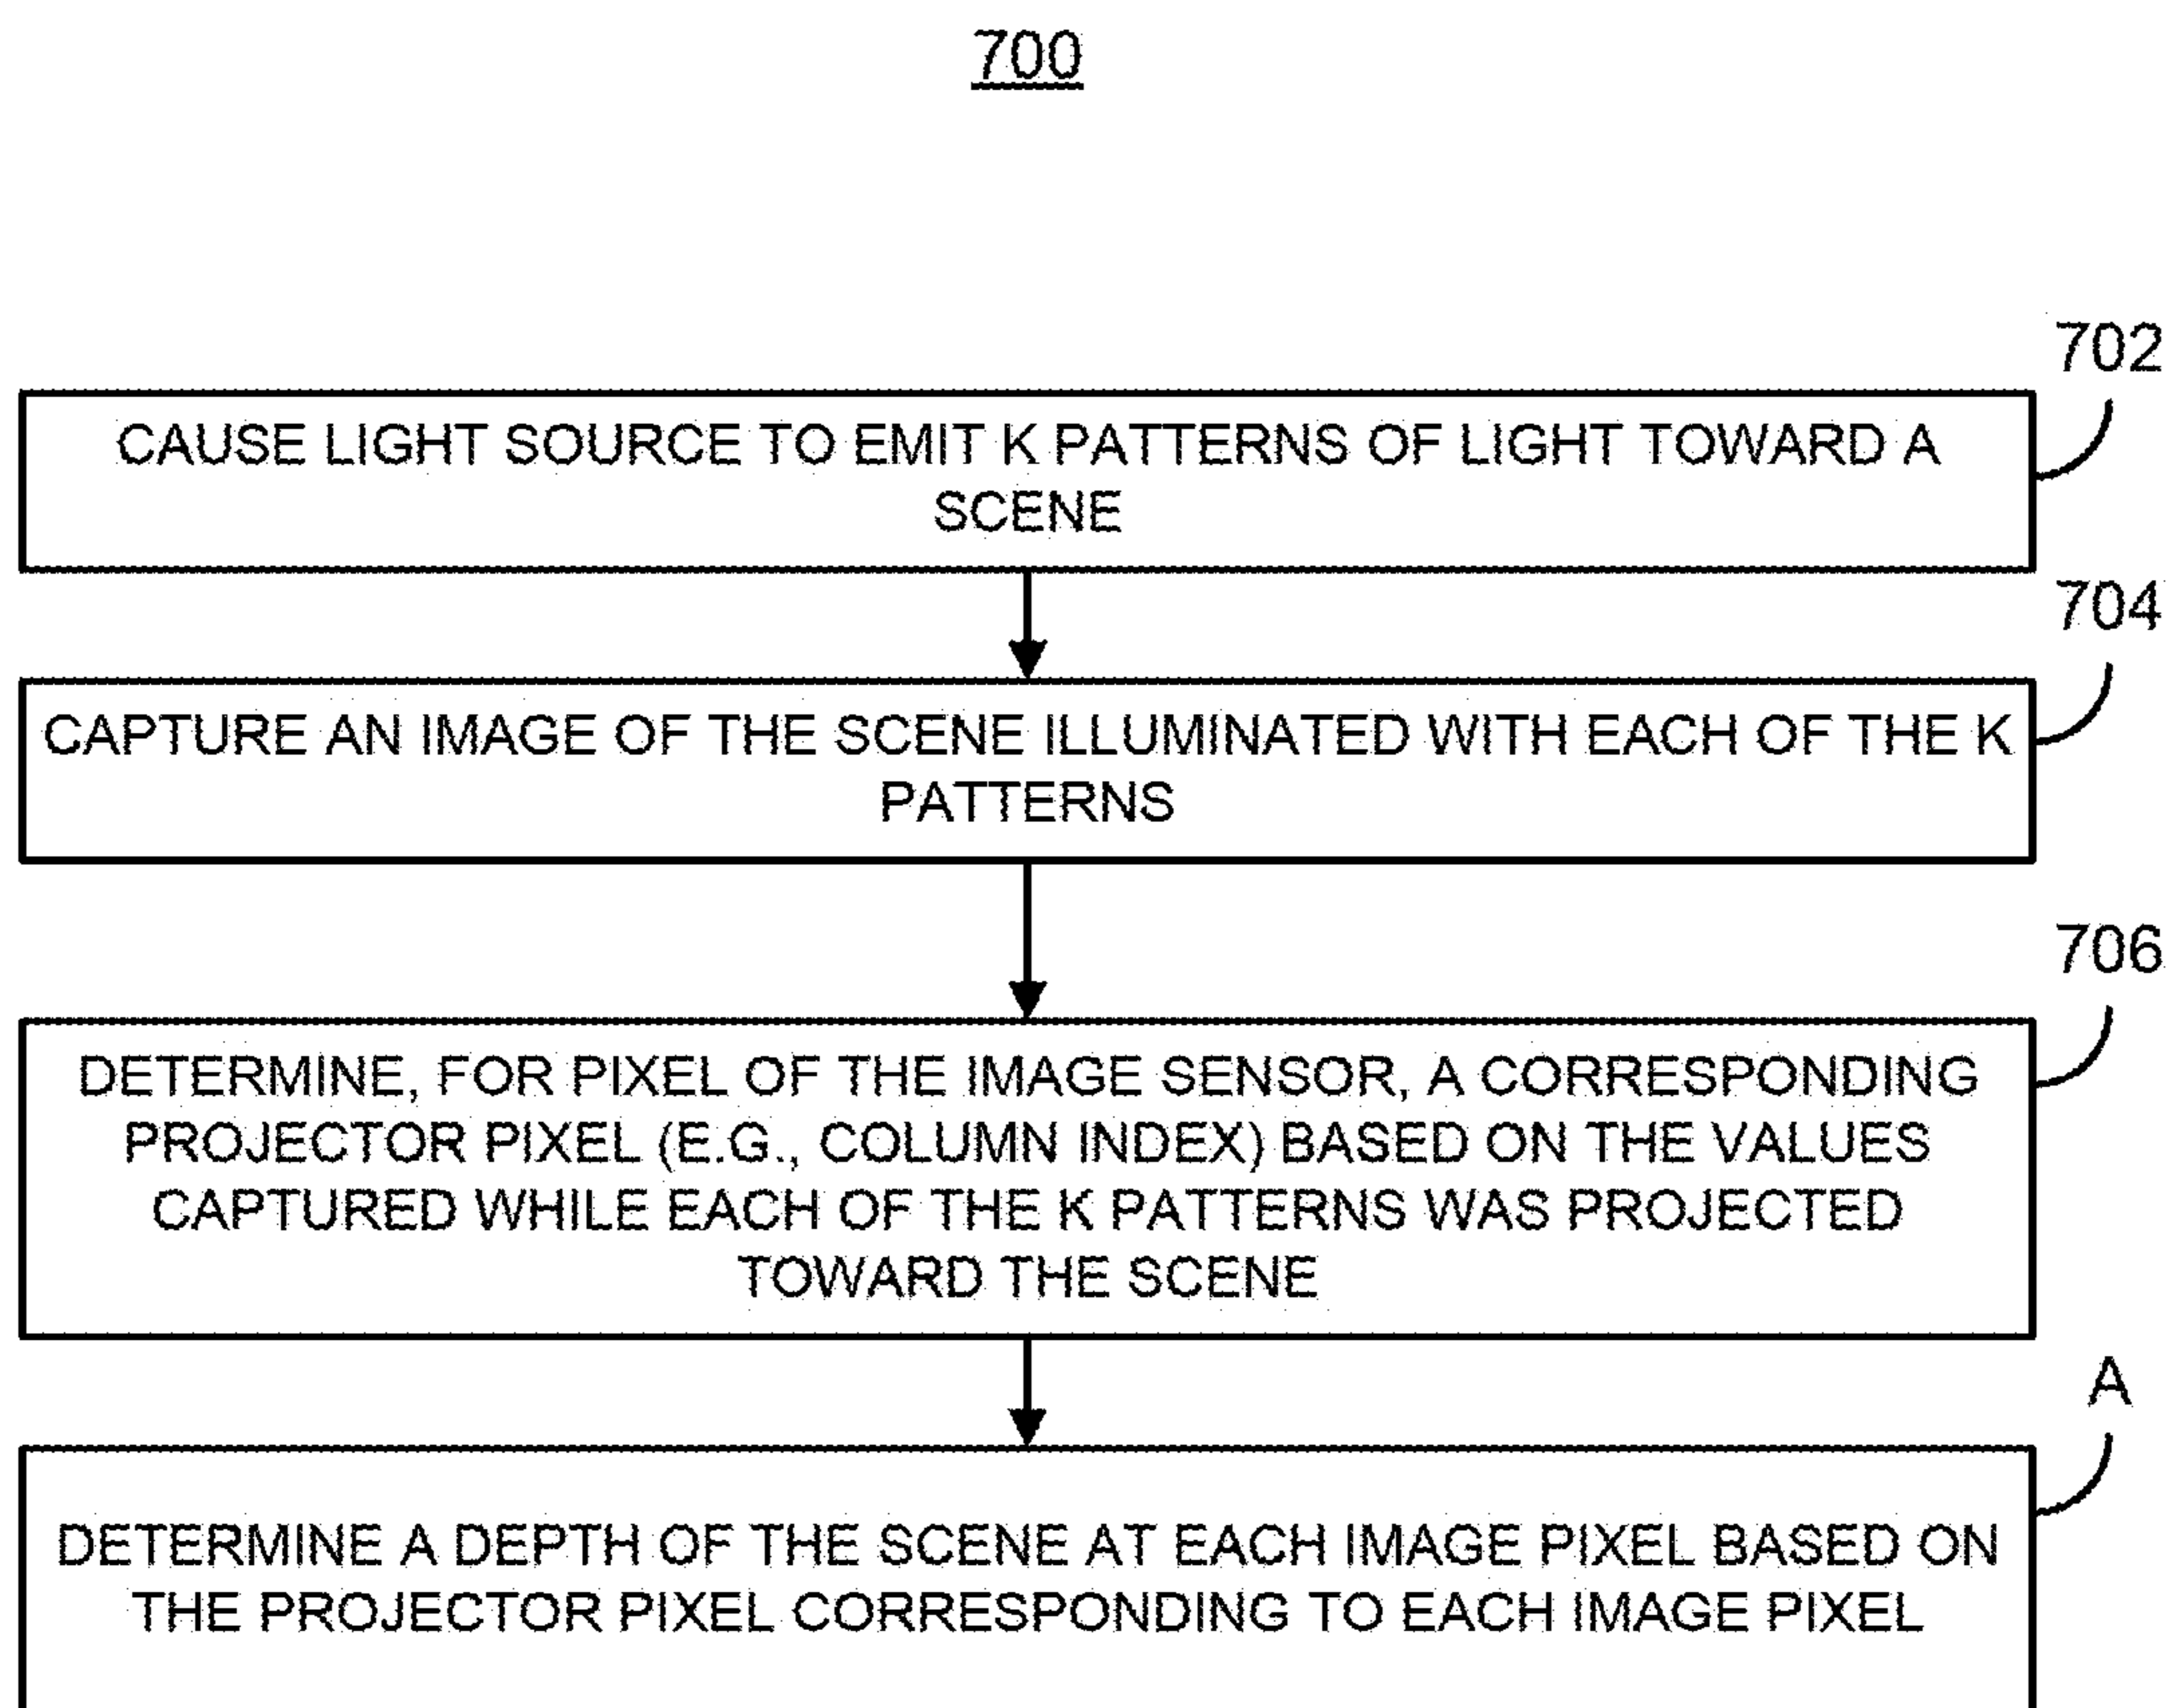 700
702
CAUSE LIGHT SOURCE TO EMIT K PATTERNS OF LIGHT TOWARD A
SCENE
704
CAPTURE AN IMAGE OF THE SCENE ILLUMINATED WITH EACH OF THE K
PATTERNS
706
DETERMINE, FOR PIXEL OF THE IMAGE SENSOR, A CORRESPONDING
PROJECTOR PIXEL (E.G., COLUMN INDEX) BASED ON THE VALUES
CAPTURED WHILE EACH OF THE K PATTERNS WAS PROJECTED
TOWARD THE SCENE
A
DETERMINE A DEPTH OF THE SCENE AT EACH IMAGE PIXEL BASED ON
THE PROJECTOR PIXEL CORRESPONDING TO EACH IMAGE PIXEL